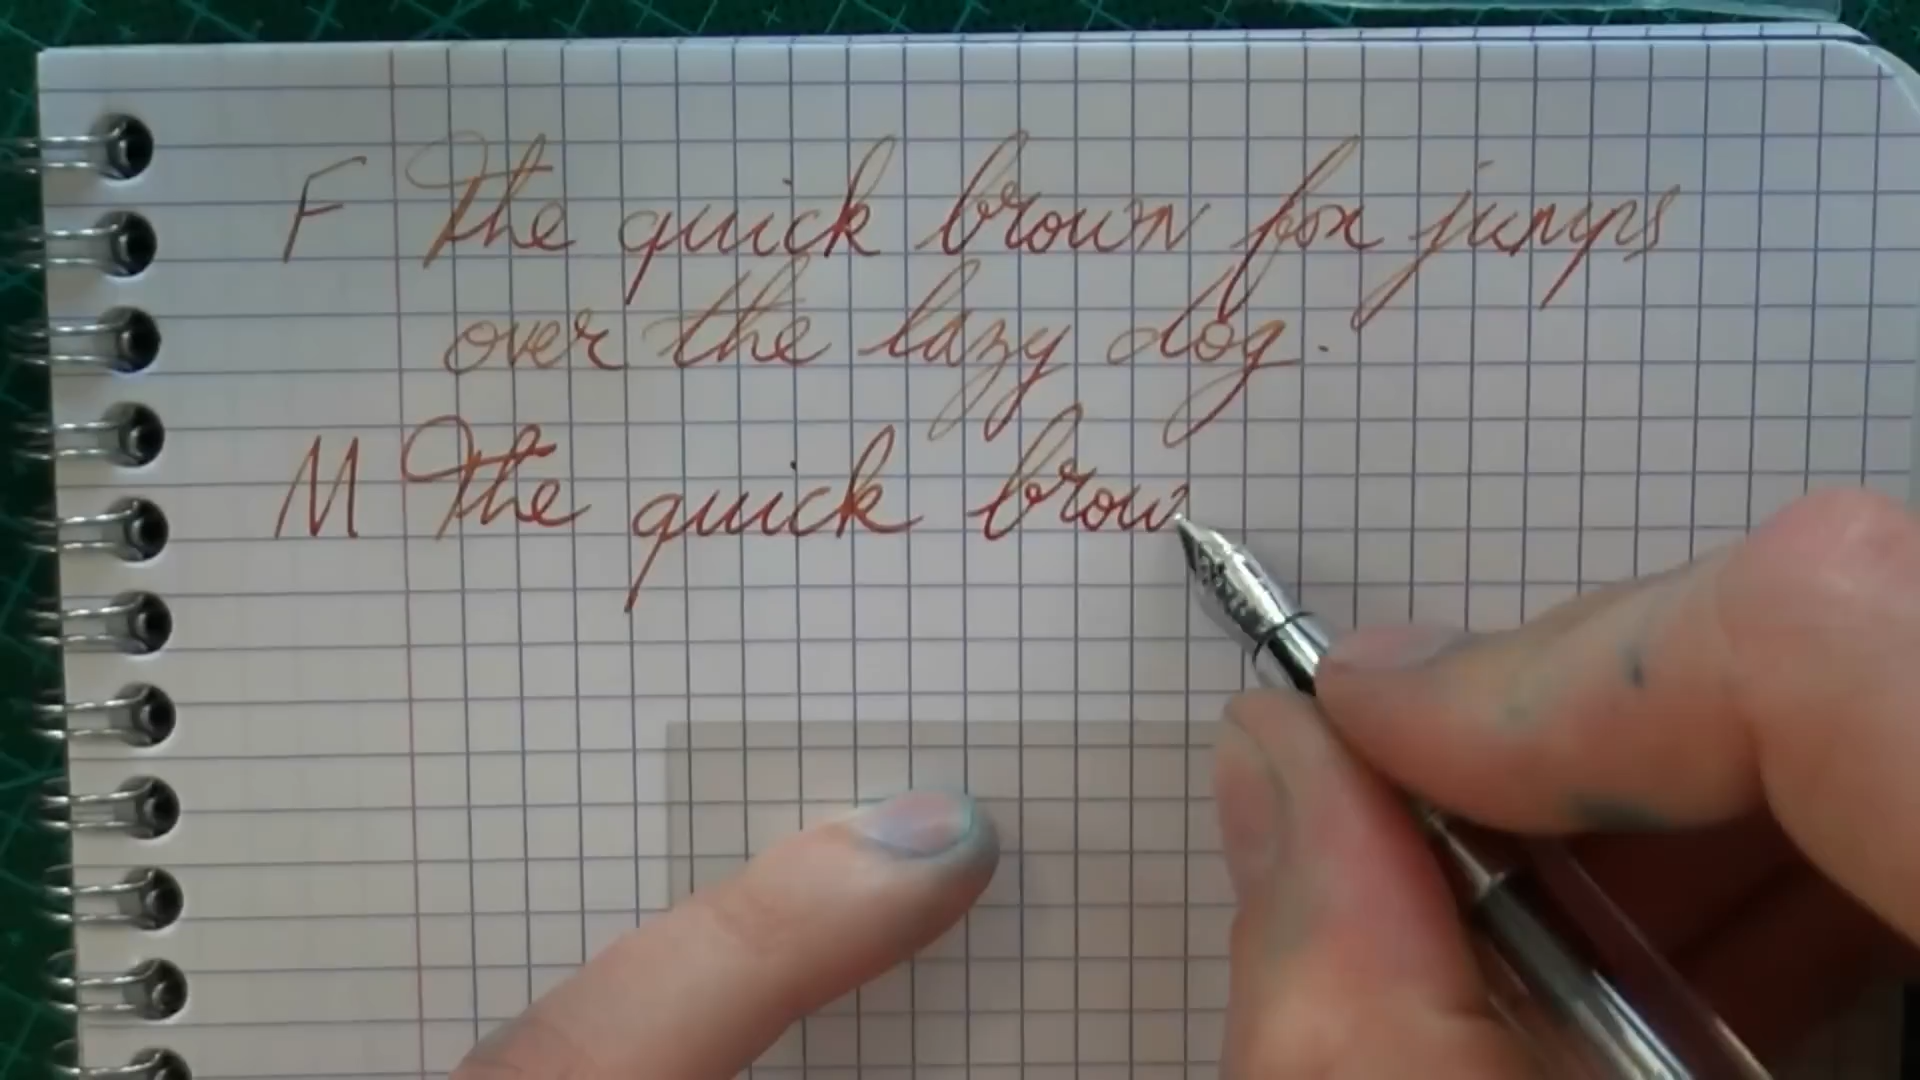 F The quick brown fox jumps
over the lazy dog.
M The quick brow